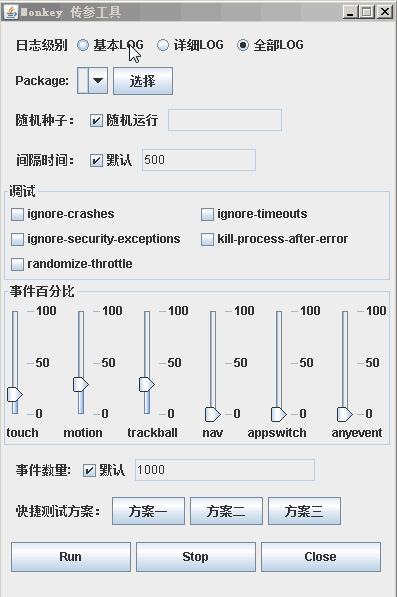 Monkey 传参工具
日志级别 基本LOG 详细LOG 全部LOG
Package: 选择
随机种子： 随机运行
间隔时间： 默认 500
调试
ignore-crashes ignore-timeouts
ignore-security-exceptions kill-process-after-error
randomize-throttle
事件百分比
100 100 100 100 100 100
50 50 50 50 50 50
0 0 0 0 0 0
touch motion trackball nav appswitch anyevent
事件数量: 默认 1000
快捷测试方案： 方案一 方案二 方案三
Run Stop Close